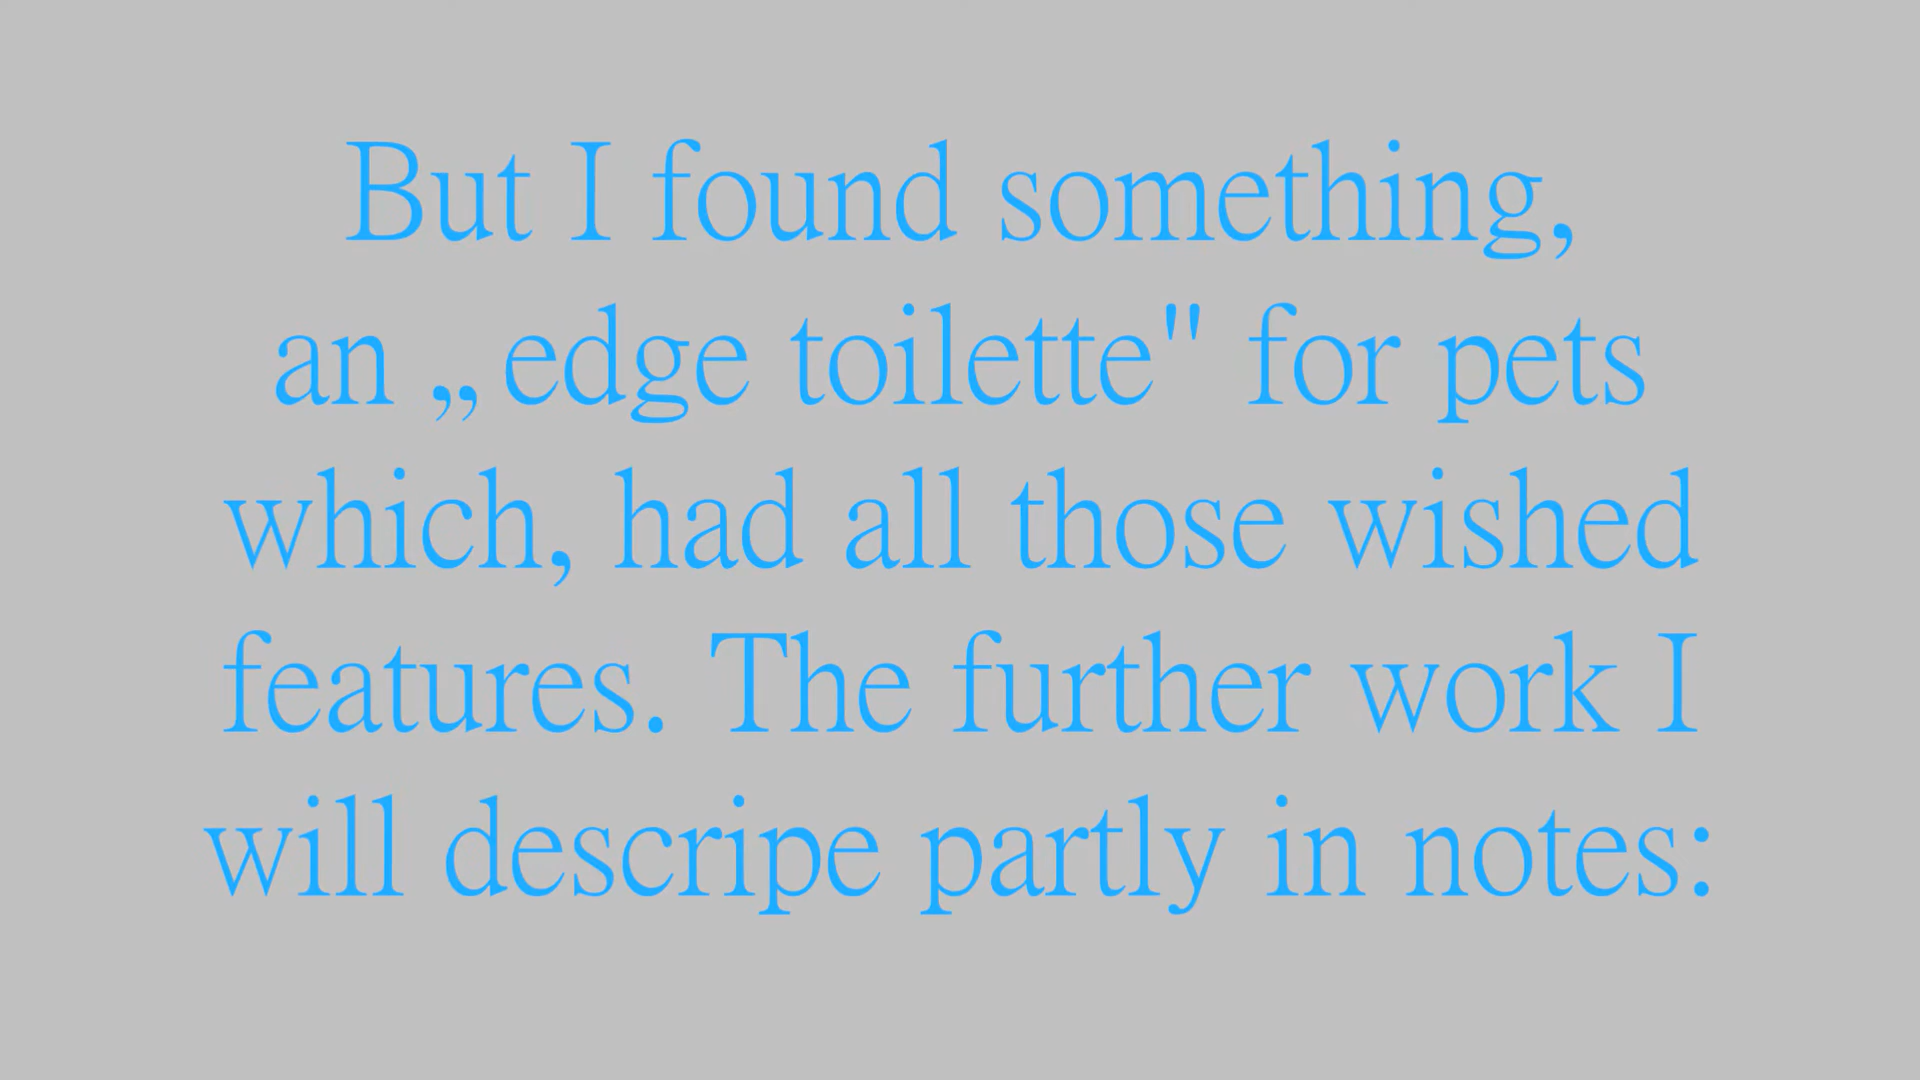 But I found something,
an „edge toilette" for pets
which, had all those wished
features. The further work I
will descripe partly in notes: